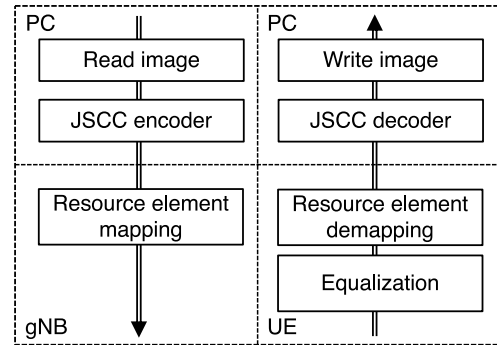 PC
Read image
JSCC encoder
Resource element
mapping
gNB
PC
Write image
JSCC decoder
Resource element
demapping
Equalization
UE